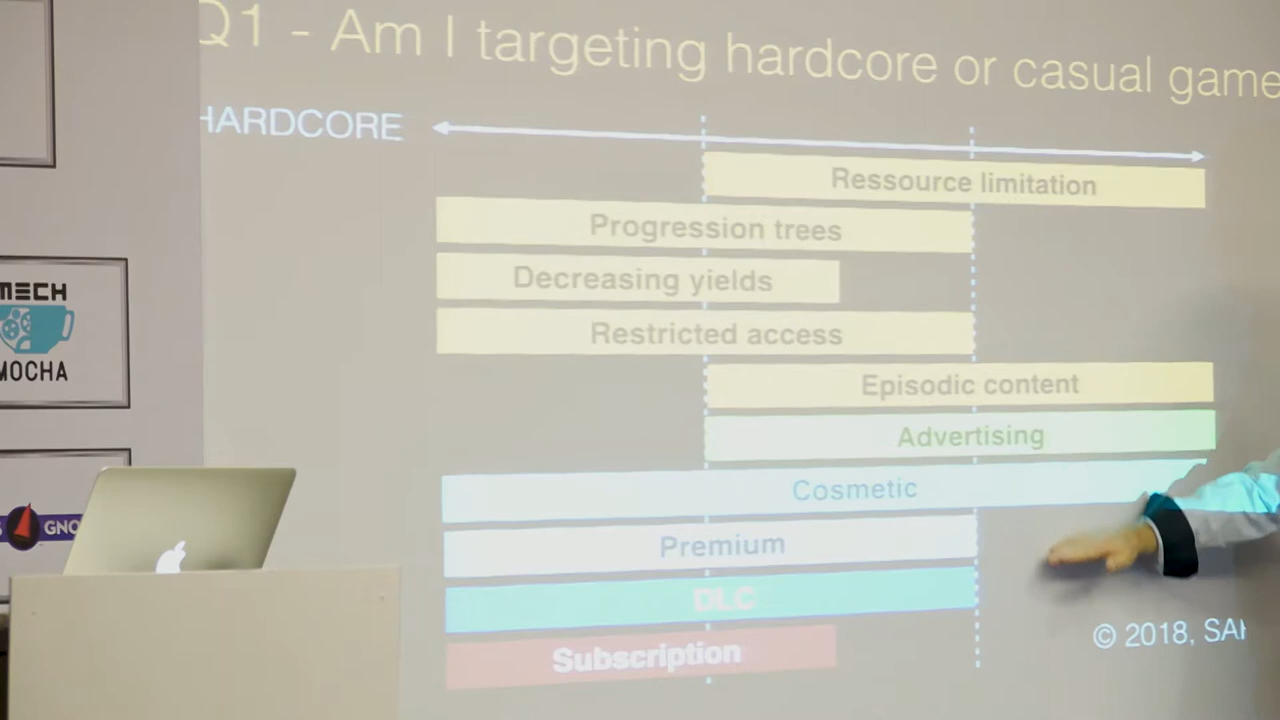 Q1 - Am I targeting hardcore or casual game
HARDCORE
Ressource limitation
Progression trees
Decreasing yields
Restricted access
Episodic content
Advertising
Cosmetic
Premium
DLC
Subscription
© 2018,
MECH
MOCHA
GNO